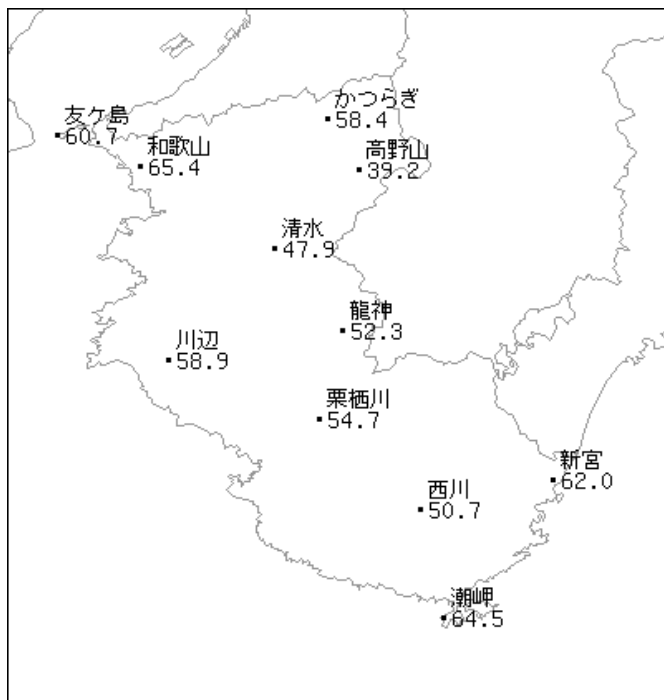 かつらぎ
58.4
友ケ島
60.7
和歌山
65.4
高野山
39.2
清水
47.9
龍神
52.3
川辺
58.9
栗栖川
54.7
新宮
62.0
西川
50.7
潮岬
64.5